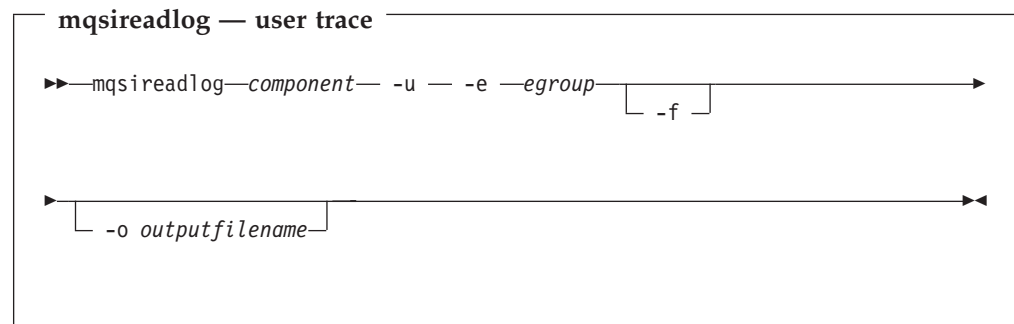 mqsireadlog — user trace
mqsireadlog component -u -e egroup
-f
-o outputfilename